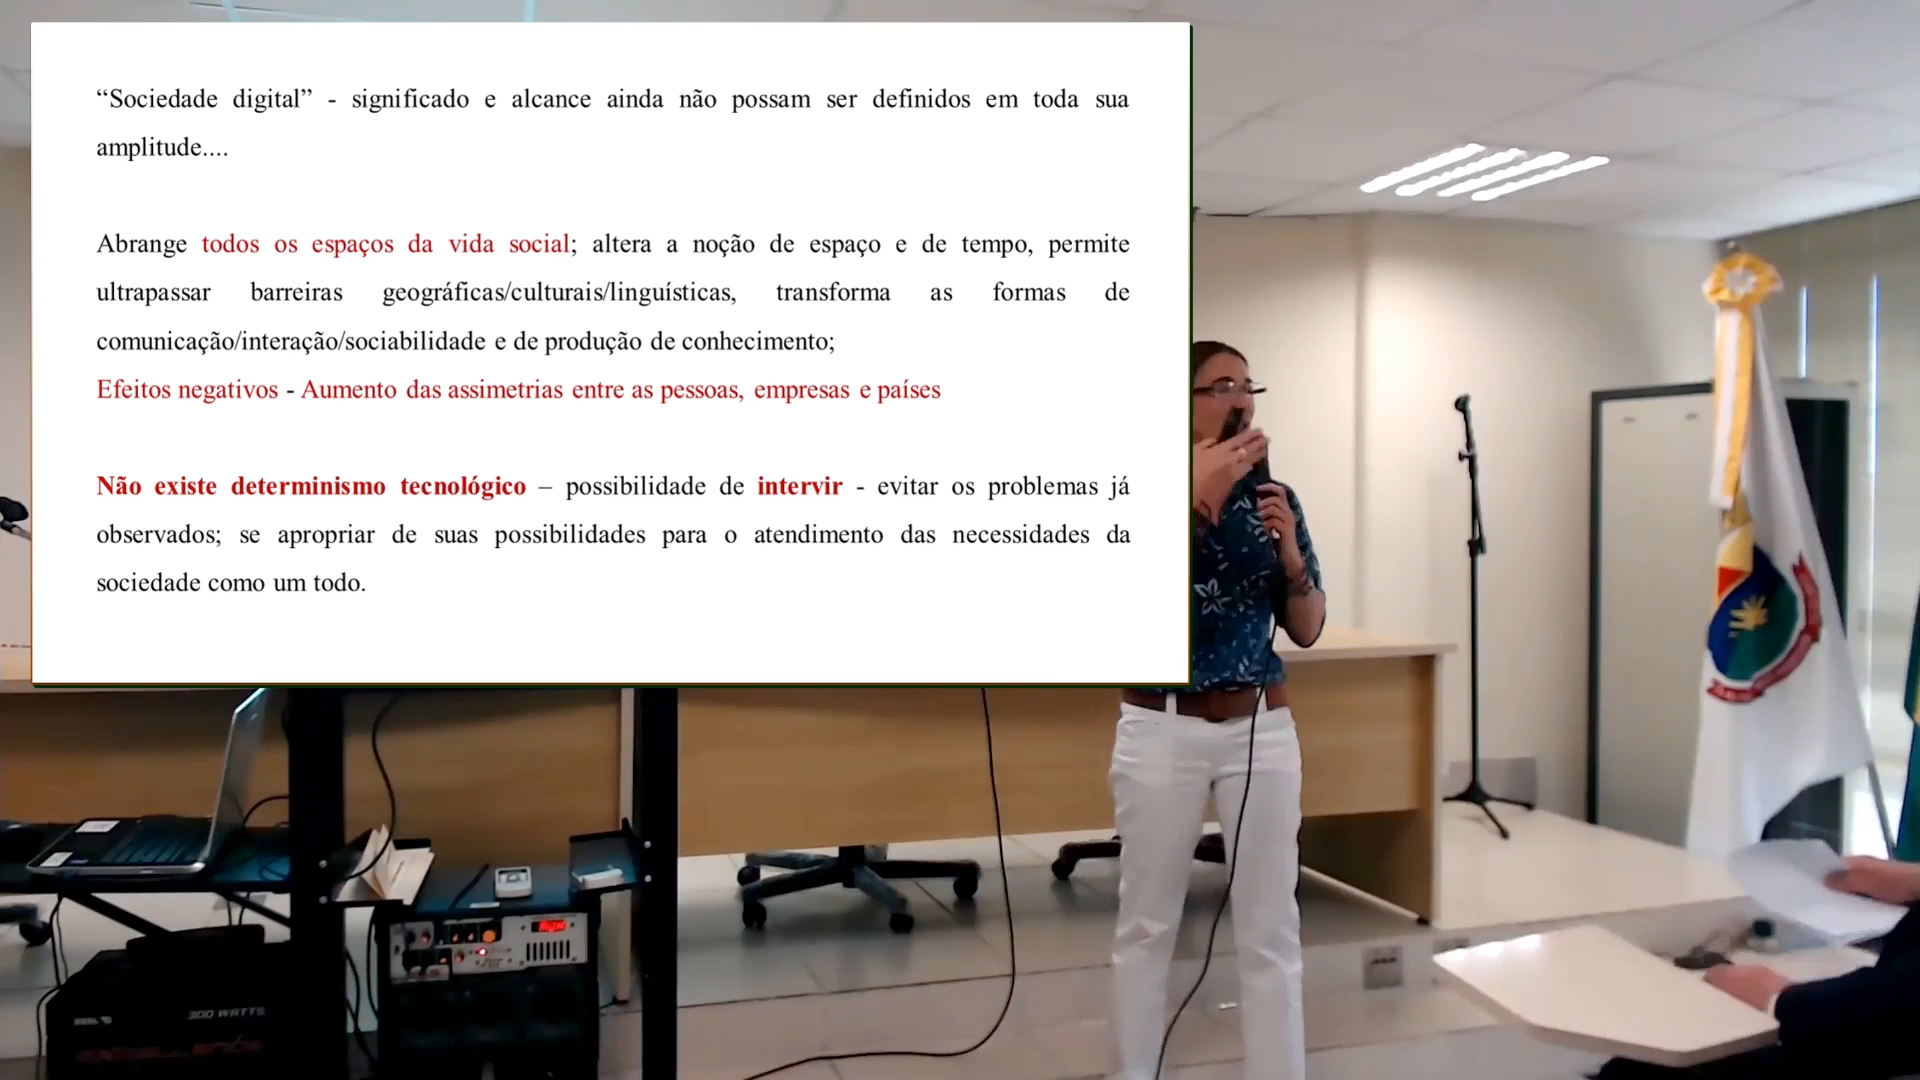 “Sociedade digital” - significado e alcance ainda não possam ser definidos em toda sua
amplitude....
Abrange todos os espaços da vida social; altera a noção de espaço e de tempo, permite
ultrapassar barreiras geográficas/culturais/linguísticas, transforma as formas de
comunicação/interação/sociabilidade e de produção de conhecimento;
Efeitos negativos - Aumento das assimetrias entre as pessoas, empresas e países
Não existe determinismo tecnológico – possibilidade de intervir - evitar os problemas já
observados; se apropriar de suas possibilidades para o atendimento das necessidades da
sociedade como um todo.
300 WATTS